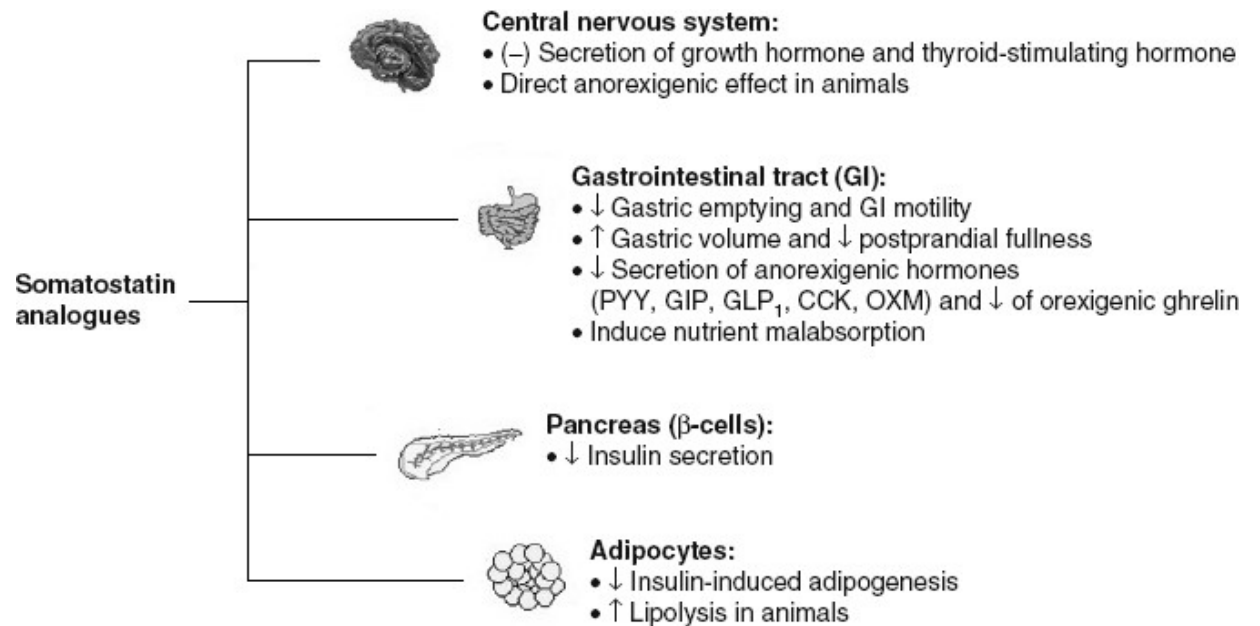 Central nervous system:
• (–) Secretion of growth hormone and thyroid-stimulating hormone
• Direct anorexigenic effect in animals
Gastrointestinal tract (GI):
• ↓ Gastric emptying and GI motility
• ↑ Gastric volume and ↓ postprandial fullness
• ↓ Secretion of anorexigenic hormones
(PYY, GIP, GLP₁, CCK, OXM) and ↓ of orexigenic ghrelin
• Induce nutrient malabsorption
Somatostatin
analogues
Pancreas (β-cells):
• ↓ Insulin secretion
Adipocytes:
• ↓ Insulin-induced adipogenesis
• ↑ Lipolysis in animals